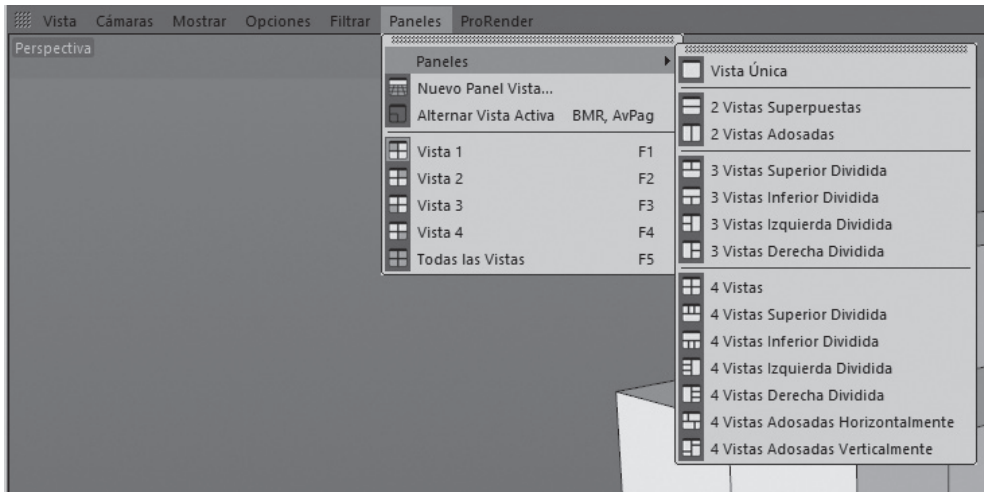 Vista Cámaras Mostrar Opciones Filtrar Paneles ProRender
Perspectiva
Paneles
Nuevo Panel Vista...
Alternar Vista Activa BMR, AvPag
Vista 1 F1
Vista 2 F2
Vista 3 F3
Vista 4 F4
Todas las Vistas F5
Vista Única
2 Vistas Superpuestas
2 Vistas Adosadas
3 Vistas Superior Dividida
3 Vistas Inferior Dividida
3 Vistas Izquierda Dividida
3 Vistas Derecha Dividida
4 Vistas
4 Vistas Superior Dividida
4 Vistas Inferior Dividida
4 Vistas Izquierda Dividida
4 Vistas Derecha Dividida
4 Vistas Adosadas Horizontalmente
4 Vistas Adosadas Verticalmente